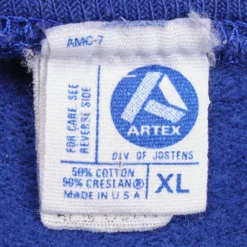 AMC-7
FOR CARE SEE
REVERSE SIDE
ARTEX
DIV OF JOSTENS
50% COTTON
50% CRESLAN®
MADE IN U S A
XL